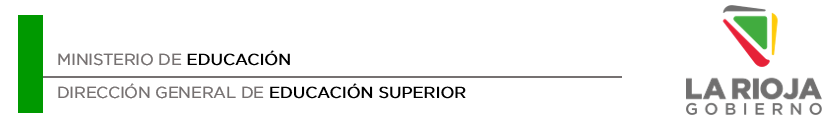 MINISTERIO DE EDUCACIÓN
DIRECCIÓN GENERAL DE EDUCACIÓN SUPERIOR
LA RIOJA
GOBIERNO